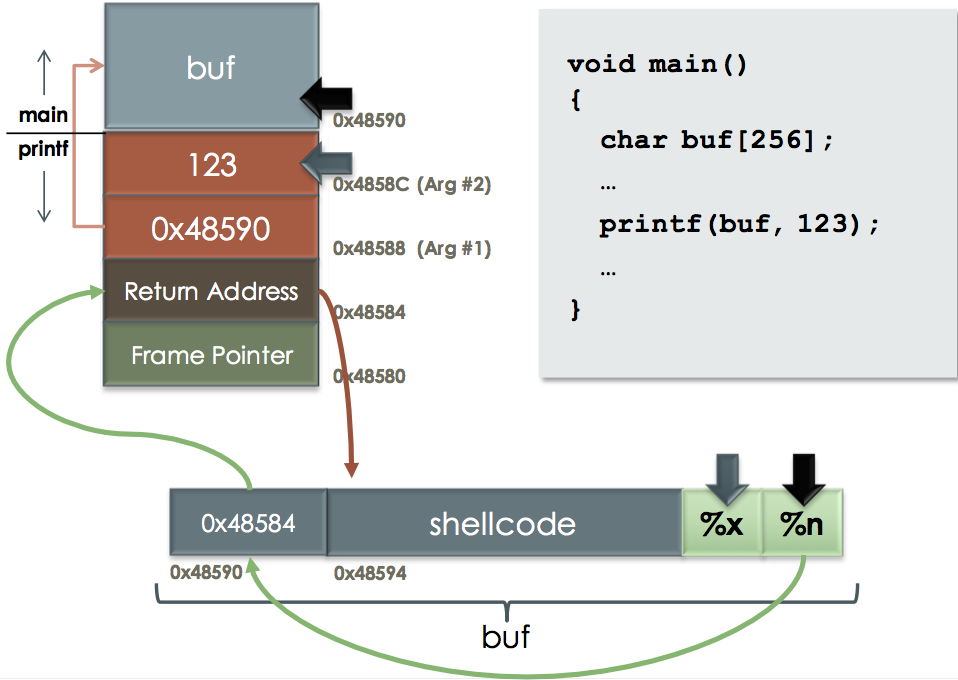 buf
0x48590
main
printf
123
0x4858C (Arg #2)
0x48590
0x48588 (Arg #1)
Return Address
0x48584
Frame Pointer
0x48580
void main()
{
char buf[256];
…
printf(buf, 123);
…
}
0x48584
shellcode
%x
%n
0x48590
0x48594
buf